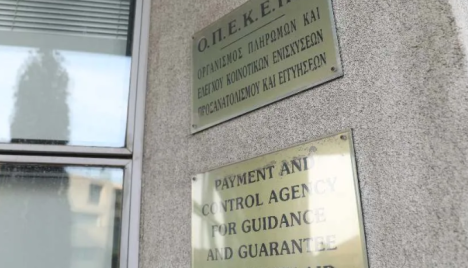 Ο.Π.Ε.Κ.Ε.Π.
ΟΡΓΑΝΙΣΜΟΣ ΠΛΗΡΩΜΩΝ ΚΑΙ
ΕΛΕΓΧΟΥ ΚΟΙΝΟΤΙΚΩΝ ΕΝΙΣΧΥΣΕΩΝ
ΠΡΟΣΑΝΑΤΟΛΙΣΜΟΥ ΚΑΙ ΕΓΓΥΗΣΕΩΝ
PAYMENT AND
CONTROL AGENCY
FOR GUIDANCE
AND GUARANTEE